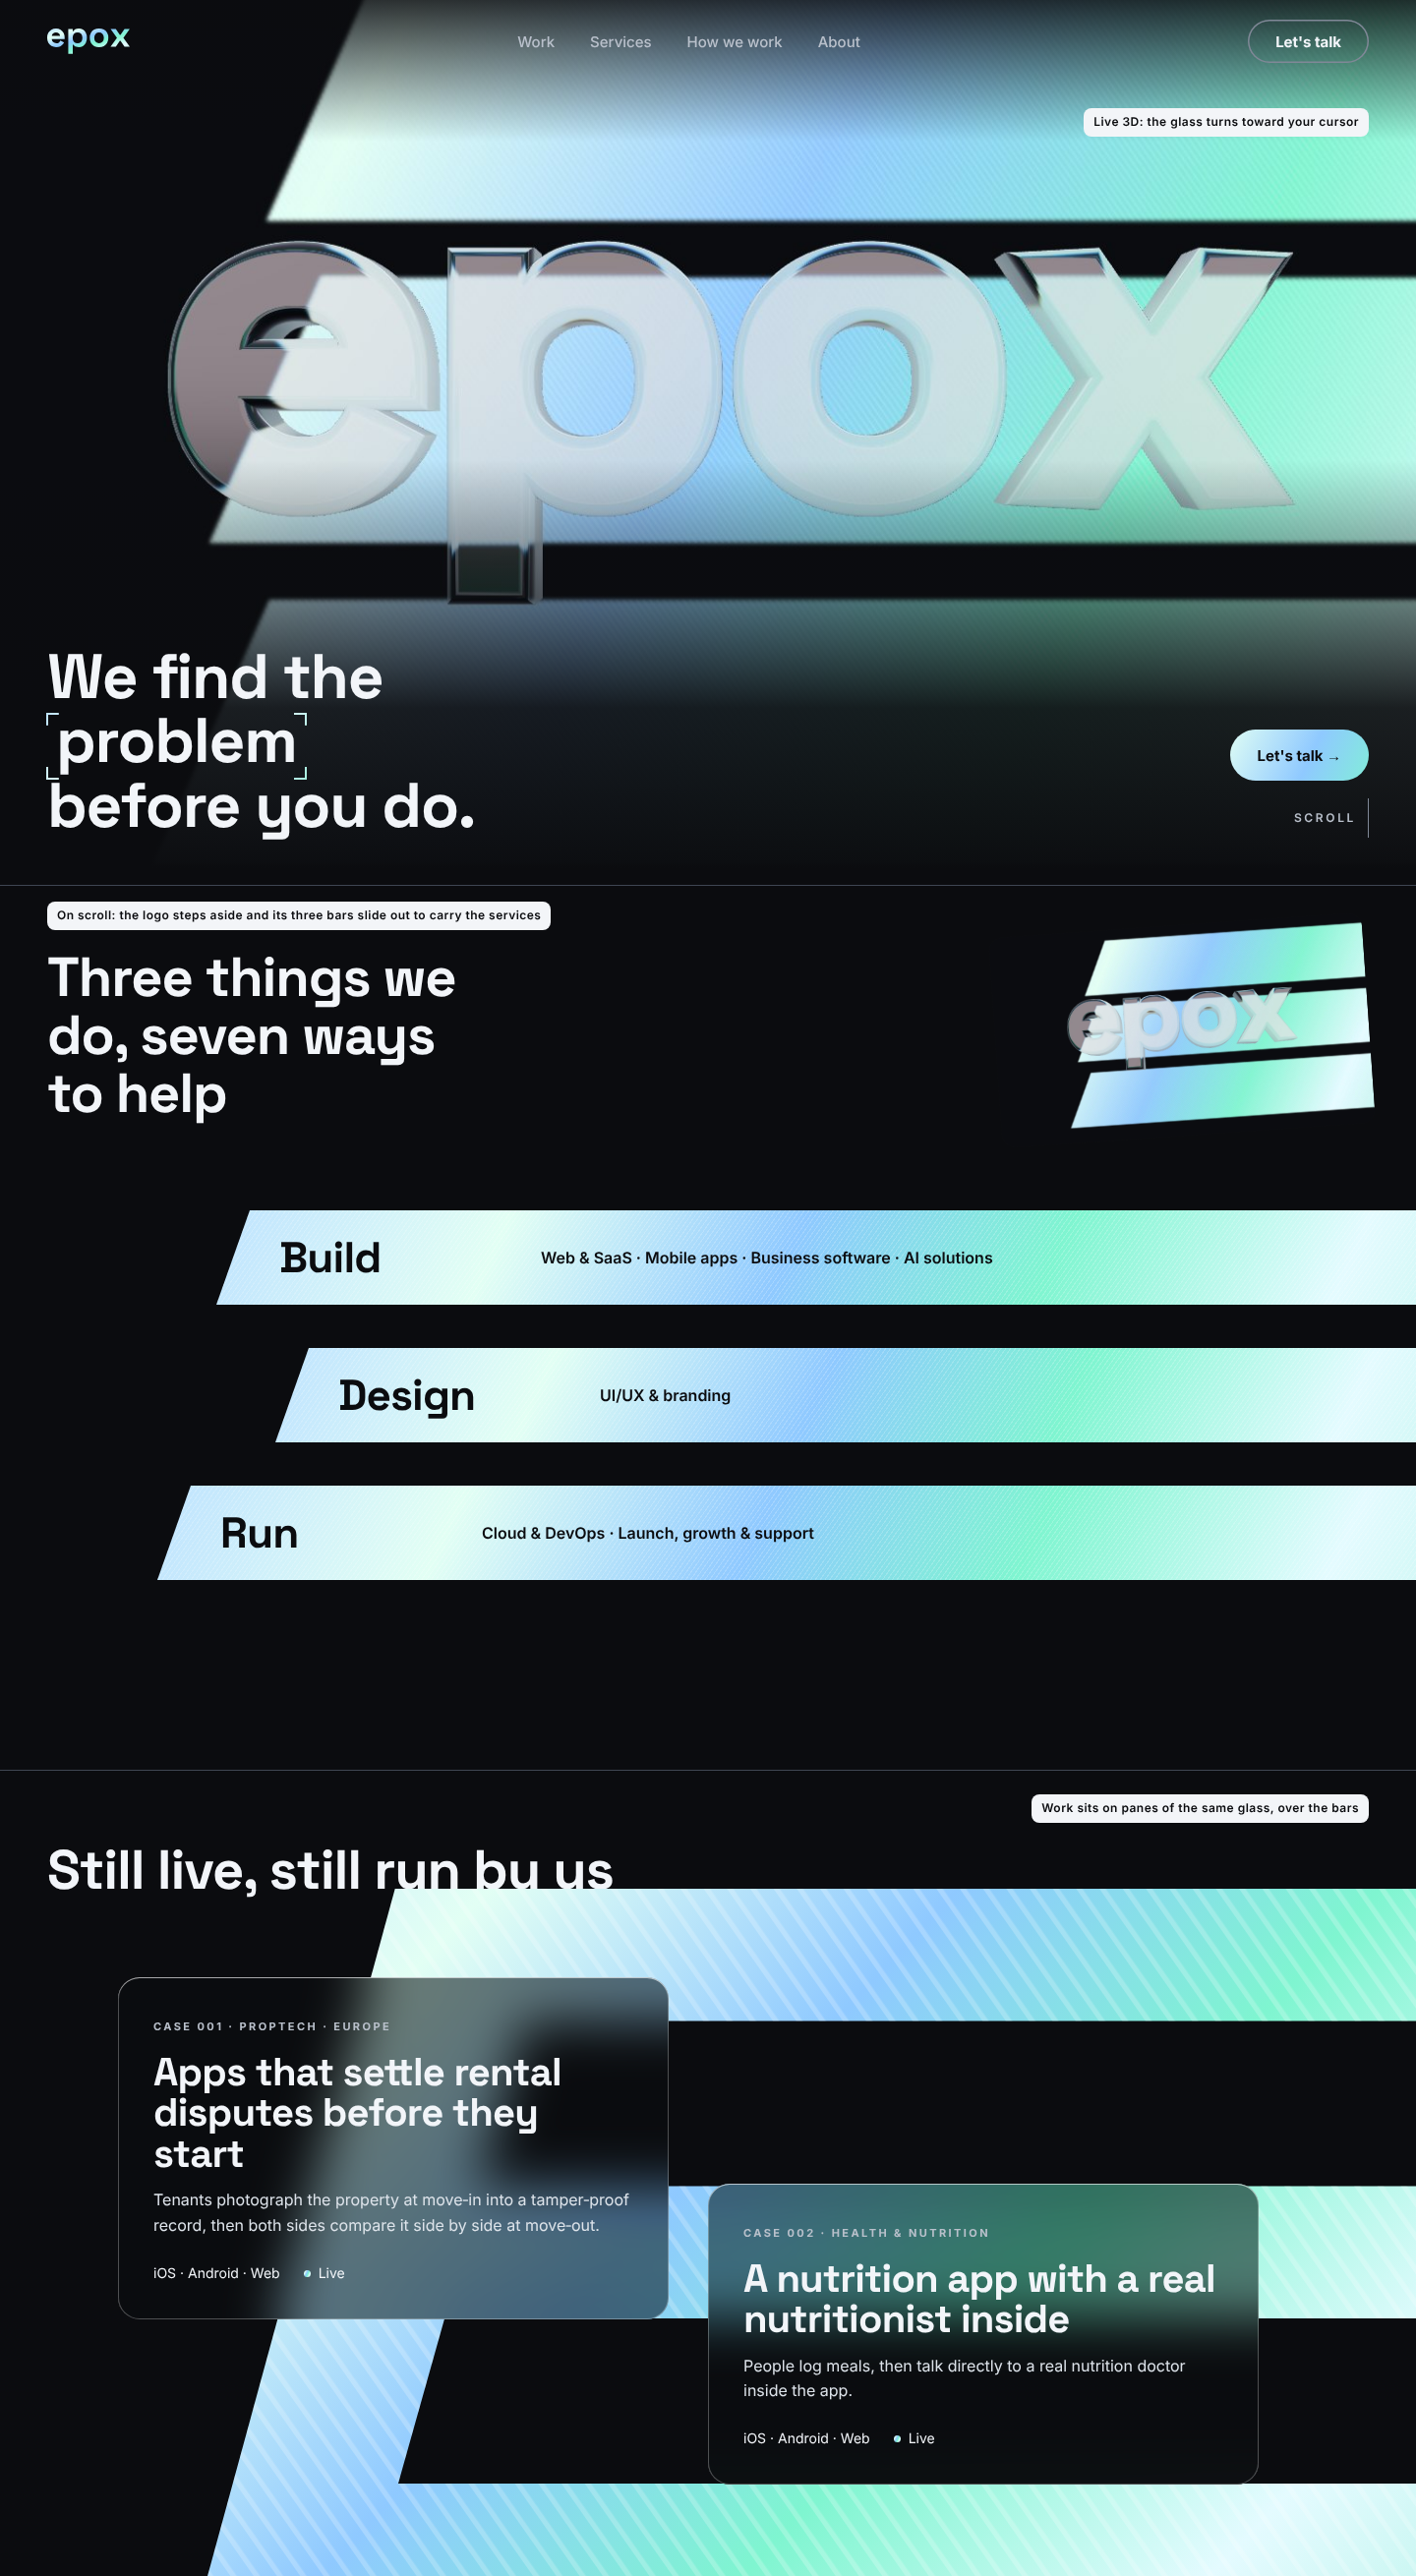 epox
Work Services How we work About
Let's talk
Live 3D: the glass turns toward your cursor
epox
We find the
problem
before you do.
Let's talk →
SCROLL
On scroll: the logo steps aside and its three bars slide out to carry the services
Three things we
do, seven ways
to help
epox
Build
Web & SaaS · Mobile apps · Business software · AI solutions
Design
UI/UX & branding
Run
Cloud & DevOps · Launch, growth & support
Work sits on panes of the same glass, over the bars
Still live, still run by us
CASE 001 · PROPTECH · EUROPE
Apps that settle rental
disputes before they
start
Tenants photograph the property at move-in into a tamper-proof
record, then both sides compare it side by side at move-out.
iOS · Android · Web • Live
CASE 002 · HEALTH & NUTRITION
A nutrition app with a real
nutritionist inside
People log meals, then talk directly to a real nutrition doctor
inside the app.
iOS · Android · Web • Live